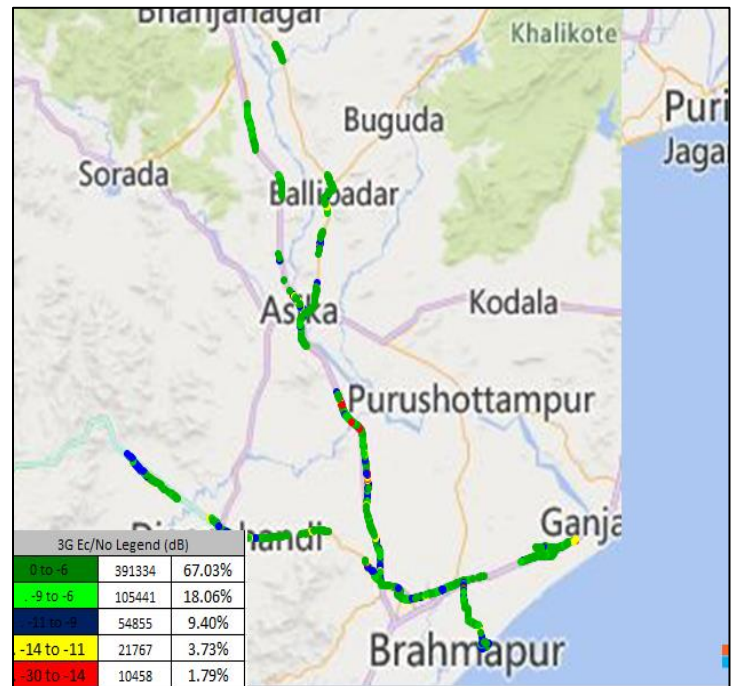 Bhanjanagar
Khalikote
Puri
Jaga
Buguda
Sorada
Ballipadar
Asika
Kodala
Purushottampur
Ganja
handi
Brahmapur
3G Ec/No Legend (dB)
0 to -6 391334 67.03%
-9 to -6 105441 18.06%
-11 to -9 54855 9.40%
-14 to -11 21767 3.73%
-30 to -14 10458 1.79%